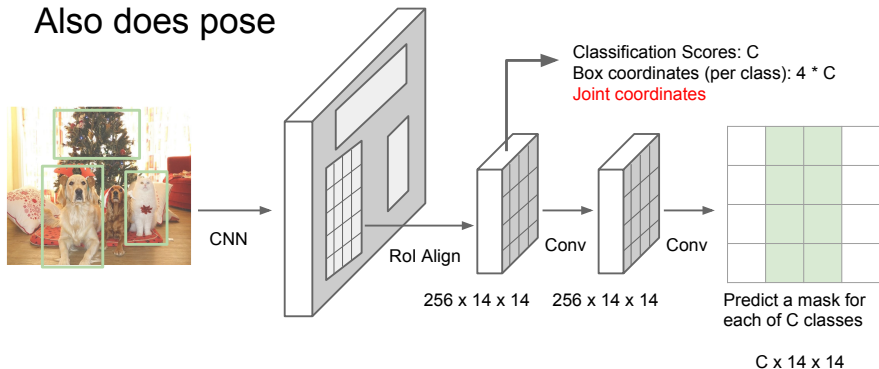 Also does pose
Classification Scores: C
Box coordinates (per class): 4 * C
Joint coordinates
CNN
RoI Align
Conv
Conv
256 x 14 x 14
256 x 14 x 14
Predict a mask for
each of C classes
C x 14 x 14